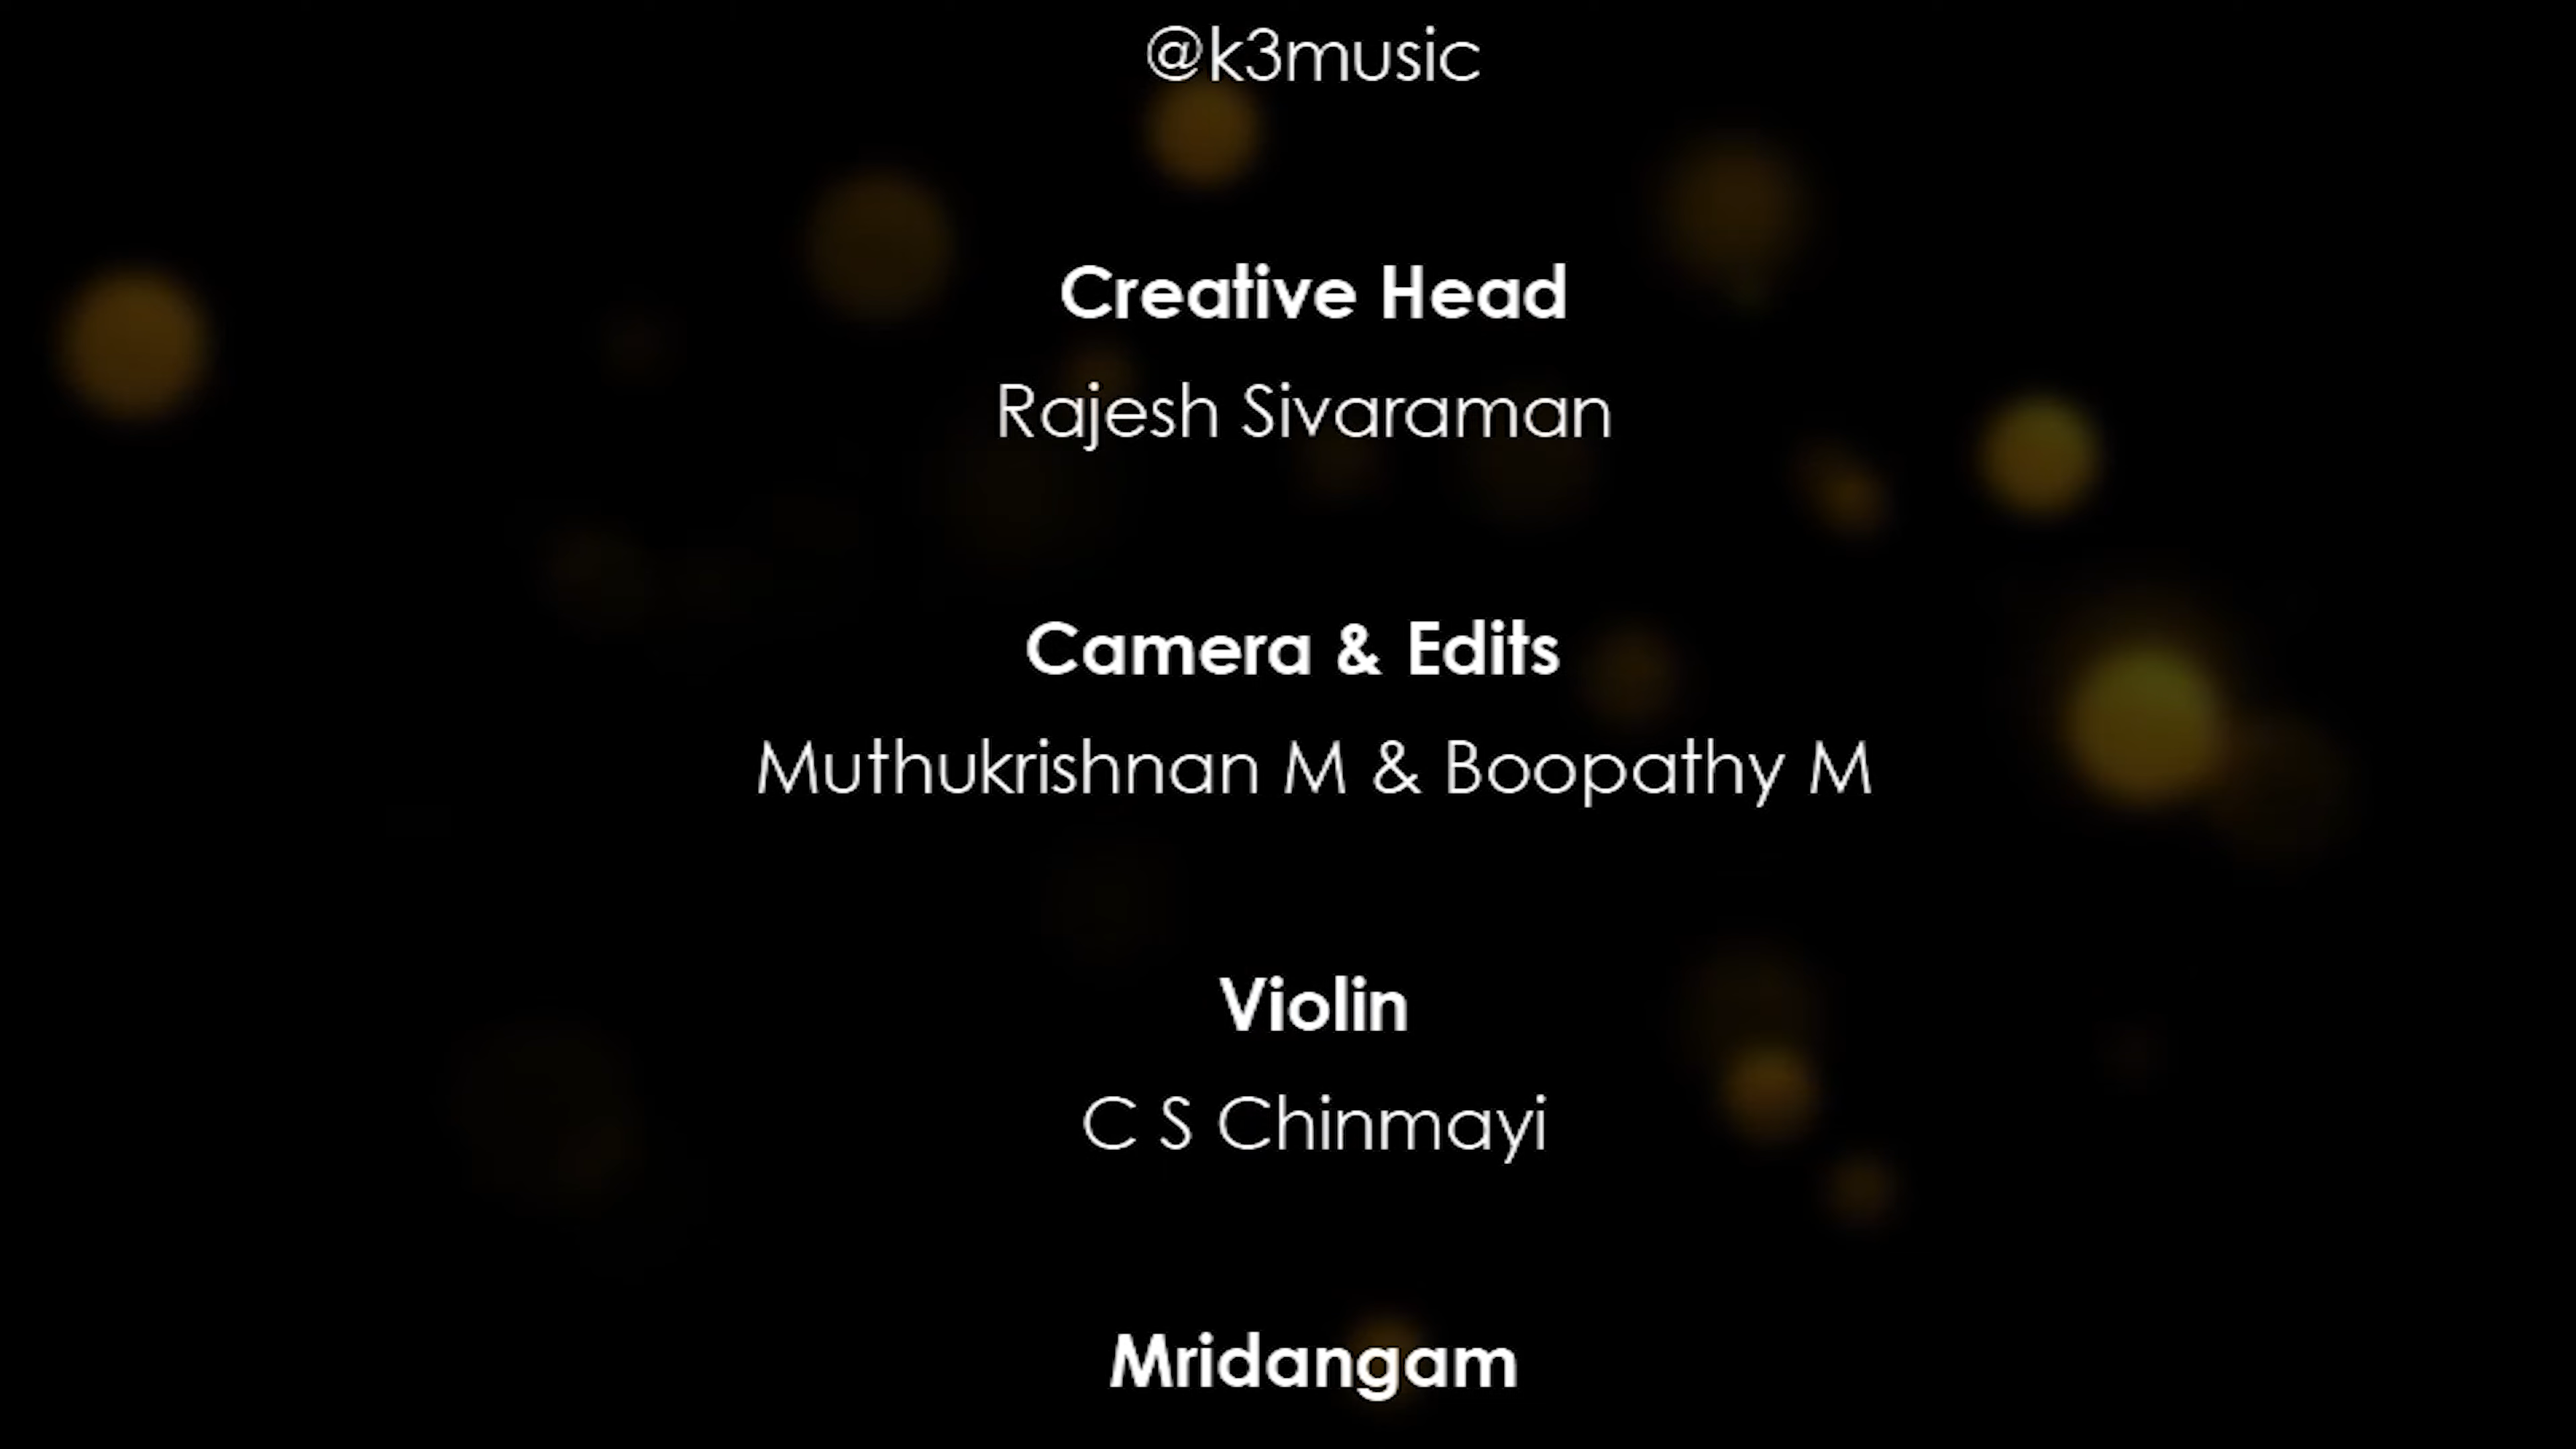 @k3music
Creative Head
Rajesh Sivaraman
Camera & Edits
Muthukrishnan M & Boopathy M
Violin
C S Chinmayi
Mridangam